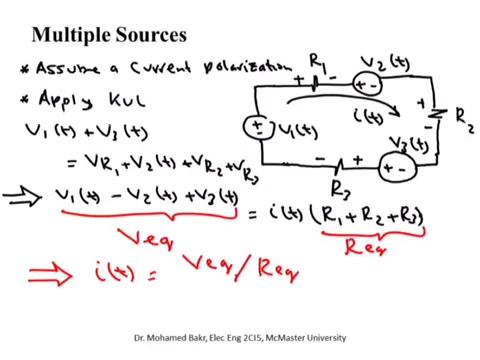 Multiple Sources
* Assume a Current Polarization
* Apply KVL
V1(t) + V3(t)
= VR1 + V2(t) + VR2 + VR3
⇒ V1(t) - V2(t) + V3(t) = i(t) (R1 + R2 + R3)
Veq
Req
⇒ i(t) = Veq / Req
R1
V2(t)
+ -
+ -
i(t)
+
-
R2
+
-
V1(t)
V3(t)
- +
+ -
R3
Dr. Mohamed Bakr, Elec Eng 2CI5, McMaster University